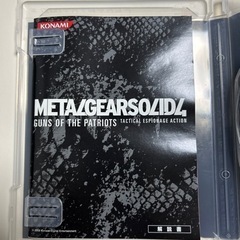 KONAMI
METAL GEAR SOLID 4
GUNS OF THE PATRIOTS TACTICAL ESPIONAGE ACTION
解説書